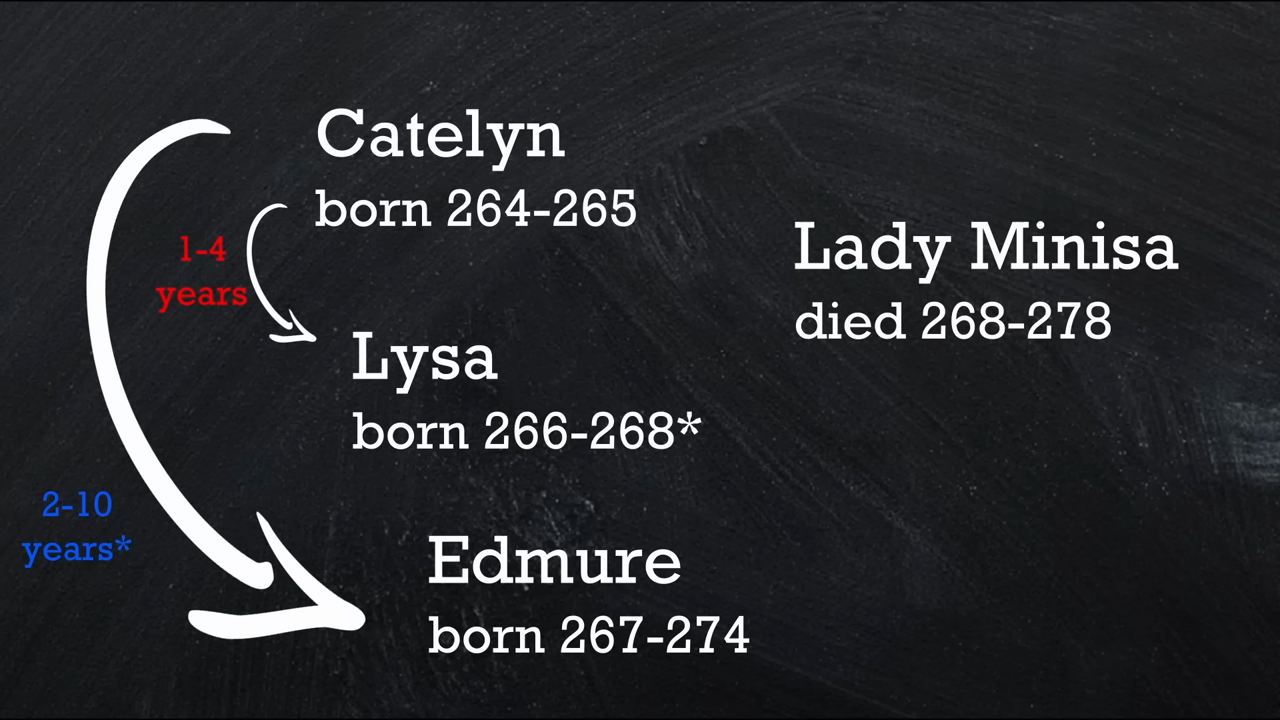 Catelyn
born 264-265
1-4
years
Lysa
born 266-268*
2-10
years*
Edmure
born 267-274
Lady Minisa
died 268-278